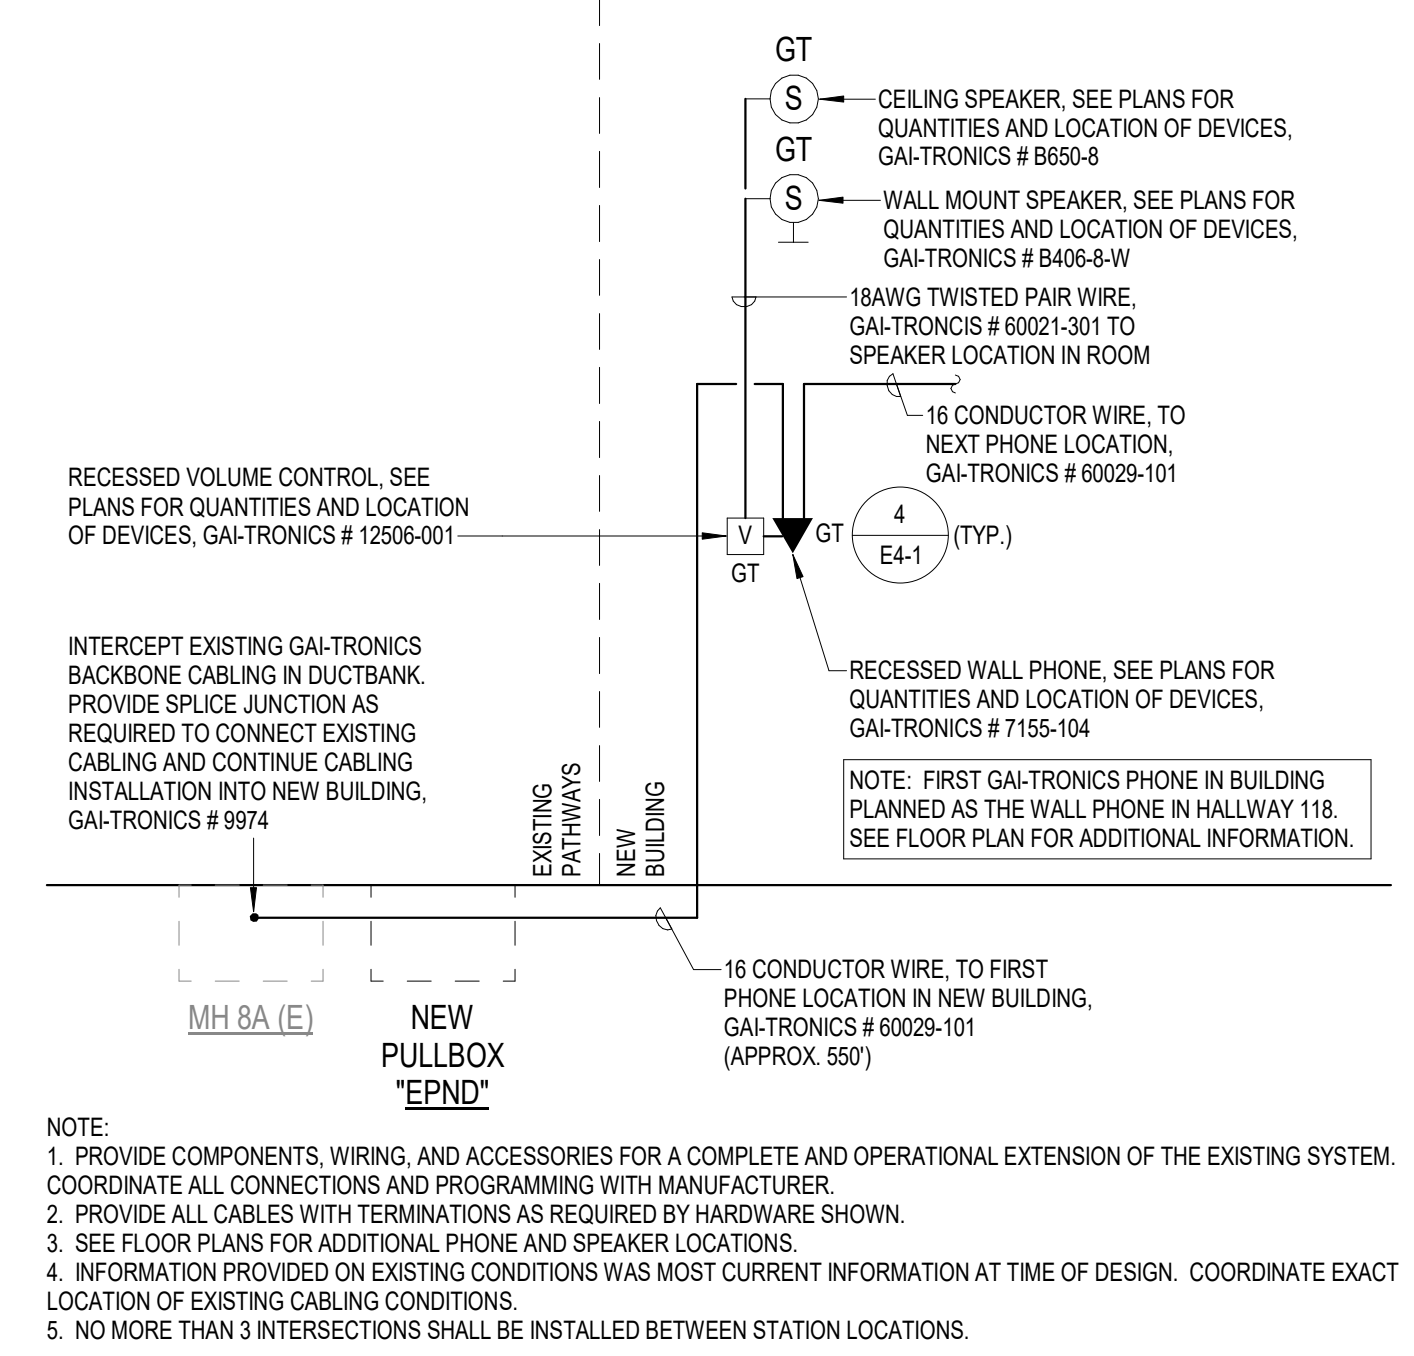 GT
S
CEILING SPEAKER, SEE PLANS FOR
QUANTITIES AND LOCATION OF DEVICES,
GAI-TRONICS # B650-8
GT
S
WALL MOUNT SPEAKER, SEE PLANS FOR
QUANTITIES AND LOCATION OF DEVICES,
GAI-TRONICS # B406-8-W
18AWG TWISTED PAIR WIRE,
GAI-TRONCIS # 60021-301 TO
SPEAKER LOCATION IN ROOM
16 CONDUCTOR WIRE, TO
NEXT PHONE LOCATION,
GAI-TRONICS # 60029-101
RECESSED VOLUME CONTROL, SEE
PLANS FOR QUANTITIES AND LOCATION
OF DEVICES, GAI-TRONICS # 12506-001
V
GT
GT
4
E4-1
(TYP.)
INTERCEPT EXISTING GAI-TRONICS
BACKBONE CABLING IN DUCTBANK.
PROVIDE SPLICE JUNCTION AS
REQUIRED TO CONNECT EXISTING
CABLING AND CONTINUE CABLING
INSTALLATION INTO NEW BUILDING,
GAI-TRONICS # 9974
RECESSED WALL PHONE, SEE PLANS FOR
QUANTITIES AND LOCATION OF DEVICES,
GAI-TRONICS # 7155-104
NOTE:  FIRST GAI-TRONICS PHONE IN BUILDING
PLANNED AS THE WALL PHONE IN HALLWAY 118.
SEE FLOOR PLAN FOR ADDITIONAL INFORMATION.
EXISTING
PATHWAYS
NEW
BUILDING
MH 8A (E)
NEW
PULLBOX
"EPND"
16 CONDUCTOR WIRE, TO FIRST
PHONE LOCATION IN NEW BUILDING,
GAI-TRONICS # 60029-101
(APPROX. 550')
NOTE:
1.  PROVIDE COMPONENTS, WIRING, AND ACCESSORIES FOR A COMPLETE AND OPERATIONAL EXTENSION OF THE EXISTING SYSTEM.
COORDINATE ALL CONNECTIONS AND PROGRAMMING WITH MANUFACTURER.
2.  PROVIDE ALL CABLES WITH TERMINATIONS AS REQUIRED BY HARDWARE SHOWN.
3.  SEE FLOOR PLANS FOR ADDITIONAL PHONE AND SPEAKER LOCATIONS.
4.  INFORMATION PROVIDED ON EXISTING CONDITIONS WAS MOST CURRENT INFORMATION AT TIME OF DESIGN.  COORDINATE EXACT
LOCATION OF EXISTING CABLING CONDITIONS.
5.  NO MORE THAN 3 INTERSECTIONS SHALL BE INSTALLED BETWEEN STATION LOCATIONS.